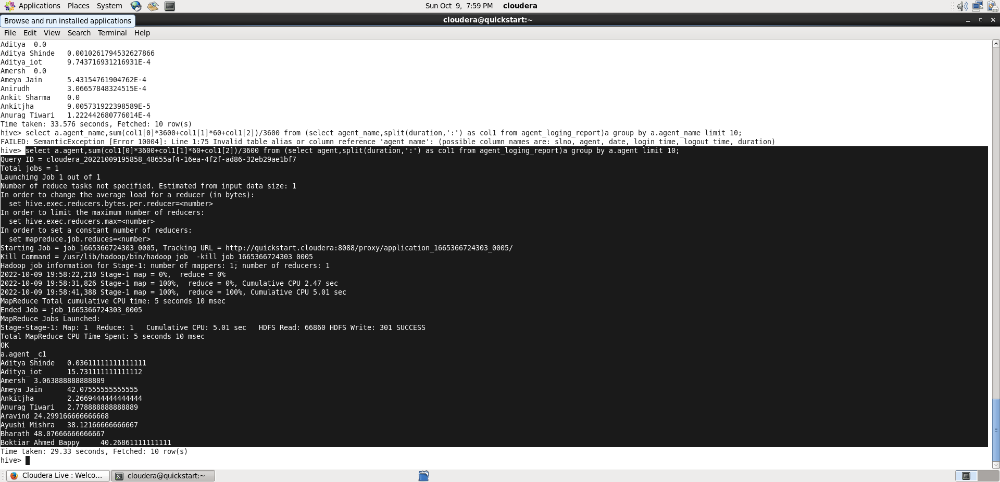 Applications Places System Sun Oct 9, 7:59 PM cloudera
Browse and run installed applications
cloudera@quickstart:~
File Edit View Search Terminal Help
Aditya 0.0
Aditya Shinde 0.0010261794532627866
Aditya_iot 9.743716931216931E-4
Amersh 0.0
Ameya Jain 5.43154761904762E-4
Anirudh 3.06657848324515E-4
Ankit Sharma 0.0
Ankitjha 9.005731922398589E-5
Anurag Tiwari 1.222442680776014E-4
Time taken: 33.576 seconds, Fetched: 10 row(s)
hive> select a.agent_name,sum(col1[0]*3600+col1[1]*60+col1[2])/3600 from (select agent_name,split(duration,':') as col1 from agent_loging_report)a group by a.agent_name limit 10;
FAILED: SemanticException [Error 10004]: Line 1:75 Invalid table alias or column reference 'agent_name': (possible column names are: slno, agent, date, login_time, logout_time, duration)
hive> select a.agent,sum(col1[0]*3600+col1[1]*60+col1[2])/3600 from (select agent,split(duration,':') as col1 from agent_loging_report)a group by a.agent limit 10;
Query ID = cloudera_20221009195858_48655af4-16ea-4f2f-ad86-32eb29ae1bf7
Total jobs = 1
Launching Job 1 out of 1
Number of reduce tasks not specified. Estimated from input data size: 1
In order to change the average load for a reducer (in bytes):
set hive.exec.reducers.bytes.per.reducer=<number>
In order to limit the maximum number of reducers:
set hive.exec.reducers.max=<number>
In order to set a constant number of reducers:
set mapreduce.job.reduces=<number>
Starting Job = job_1665366724303_0005, Tracking URL = http://quickstart.cloudera:8088/proxy/application_1665366724303_0005/
Kill Command = /usr/lib/hadoop/bin/hadoop job -kill job_1665366724303_0005
Hadoop job information for Stage-1: number of mappers: 1; number of reducers: 1
2022-10-09 19:58:22,210 Stage-1 map = 0%, reduce = 0%
2022-10-09 19:58:31,826 Stage-1 map = 100%, reduce = 0%, Cumulative CPU 2.47 sec
2022-10-09 19:58:41,388 Stage-1 map = 100%, reduce = 100%, Cumulative CPU 5.01 sec
MapReduce Total cumulative CPU time: 5 seconds 10 msec
Ended Job = job_1665366724303_0005
MapReduce Jobs Launched:
Stage-Stage-1: Map: 1 Reduce: 1 Cumulative CPU: 5.01 sec HDFS Read: 66860 HDFS Write: 301 SUCCESS
Total MapReduce CPU Time Spent: 5 seconds 10 msec
OK
a.agent _c1
Aditya Shinde 0.03611111111111111
Aditya_iot 15.731111111111112
Amersh 3.063888888888889
Ameya Jain 42.07555555555555
Ankitjha 2.2669444444444444
Anurag Tiwari 2.778888888888889
Aravind 24.299166666666668
Ayushi Mishra 38.12166666666667
Bharath 48.07666666666667
Boktiar Ahmed Bappy 40.26861111111111
Time taken: 29.33 seconds, Fetched: 10 row(s)
hive>
Cloudera Live : Welco... cloudera@quickstart:~